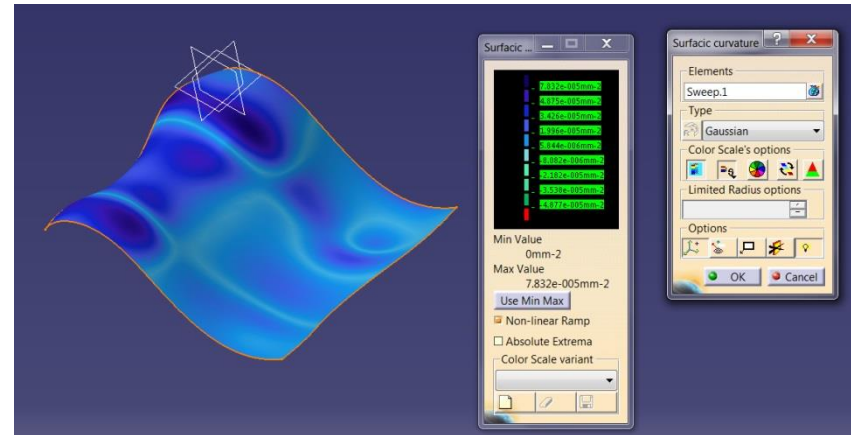 Surfacic ...
7.832e-005mm-2
4.875e-005mm-2
3.426e-005mm-2
1.996e-005mm-2
5.844e-006mm-2
-8.082e-006mm-2
-2.182e-005mm-2
-3.538e-005mm-2
-4.877e-005mm-2
Min Value
0mm-2
Max Value
7.832e-005mm-2
Use Min Max
Non-linear Ramp
Absolute Extrema
Color Scale variant
Surfacic curvature
Elements
Sweep.1
Type
Gaussian
Color Scale's options
Limited Radius options
Options
OK
Cancel